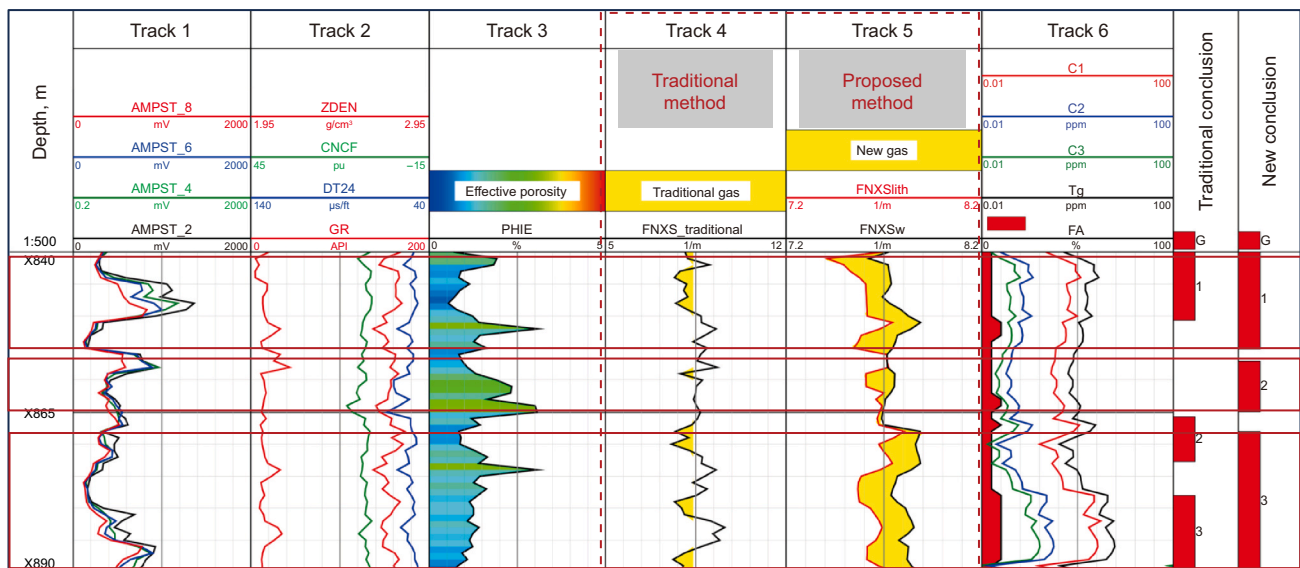 Track 1
Track 2
Track 3
Track 4
Track 5
Track 6
Depth, m
1:500
X840
X865
X890
AMPST_8
0 mV 2000
AMPST_6
0 mV 2000
AMPST_4
0.2 mV 2000
AMPST_2
0 mV 2000
ZDEN
1.95 g/cm³ 2.95
CNCF
45 pu −15
DT24
140 μs/ft 40
GR
0 API 200
Effective porosity
PHIE
0 % 5
Traditional
method
Traditional gas
FNXS_traditional
5 1/m 12
Proposed
method
New gas
FNXSlith
7.2 1/m 8.2
FNXSw
7.2 1/m 8.2
C1
0.01 100
C2
0.01 ppm 100
C3
0.01 ppm 100
Tg
0.01 ppm 100
FA
0 % 100
Traditional conclusion
G
1
2
3
New conclusion
G
1
2
3